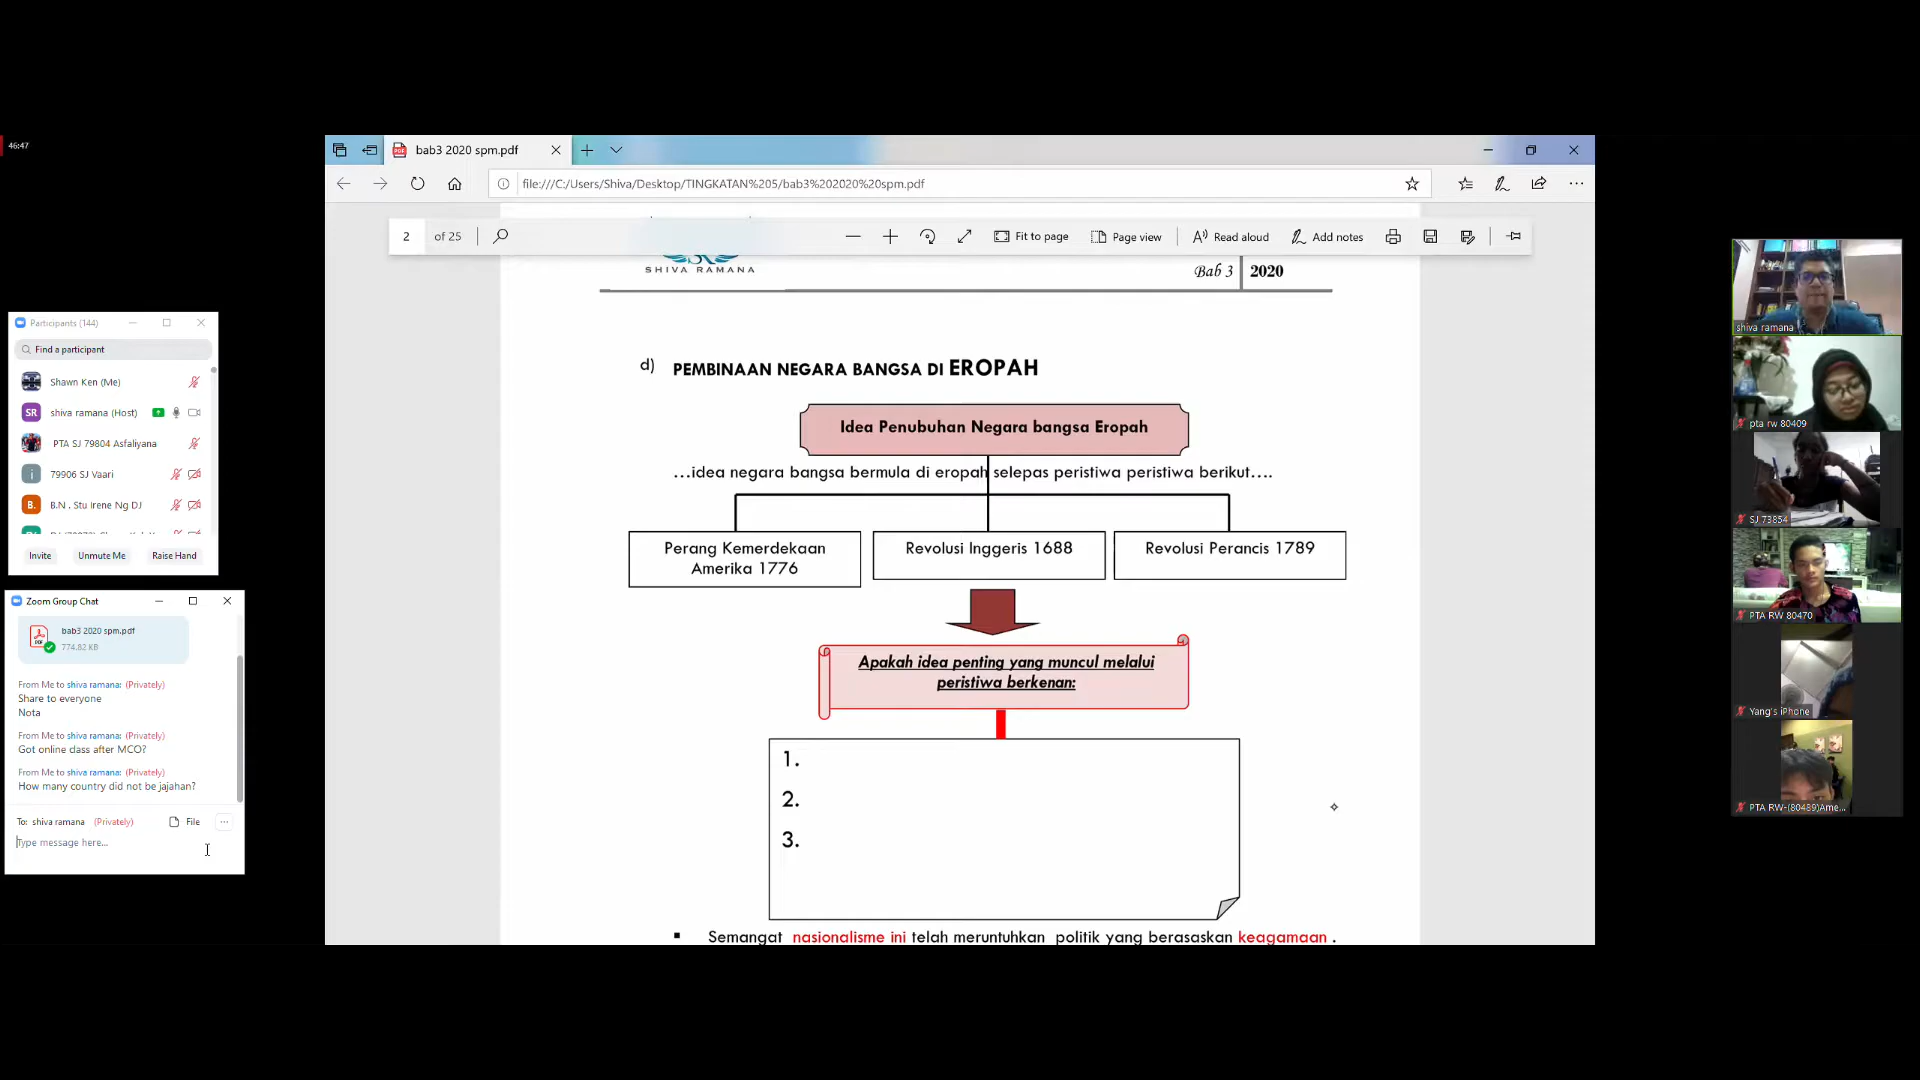 46:47
bab3 2020 spm.pdf
file:///C:/Users/Shiva/Desktop/TINGKATAN%205/bab3%202020%20spm.pdf
2 of 25
Fit to page
Page view
Read aloud
Add notes
SHIVA RAMANA
Bab 3 2020
d) PEMBINAAN NEGARA BANGSA DI EROPAH
Idea Penubuhan Negara bangsa Eropah
...idea negara bangsa bermula di eropah selepas peristiwa peristiwa berikut....
Perang Kemerdekaan
Amerika 1776
Revolusi Inggeris 1688
Revolusi Perancis 1789
Apakah idea penting yang muncul melalui
peristiwa berkenan:
1.
2.
3.
▪ Semangat nasionalisme ini telah meruntuhkan politik yang berasaskan keagamaan .
Participants (144)
Find a participant
Shawn Ken (Me)
SR shiva ramana (Host)
PTA SJ 79804 Asfaliyana
i 79906 SJ Vaari
B. B.N . Stu Irene Ng DJ
Invite
Unmute Me
Raise Hand
Zoom Group Chat
bab3 2020 spm.pdf
774.82 KB
From Me to shiva ramana: (Privately)
Share to everyone
Nota
From Me to shiva ramana: (Privately)
Got online class after MCO?
From Me to shiva ramana: (Privately)
How many country did not be jajahan?
To: shiva ramana (Privately)
File
Type message here...
shiva ramana
pta rw 80409
SJ 73854
PTA RW 80470
Yang's iPhone
PTA RW-(80489)Ame...